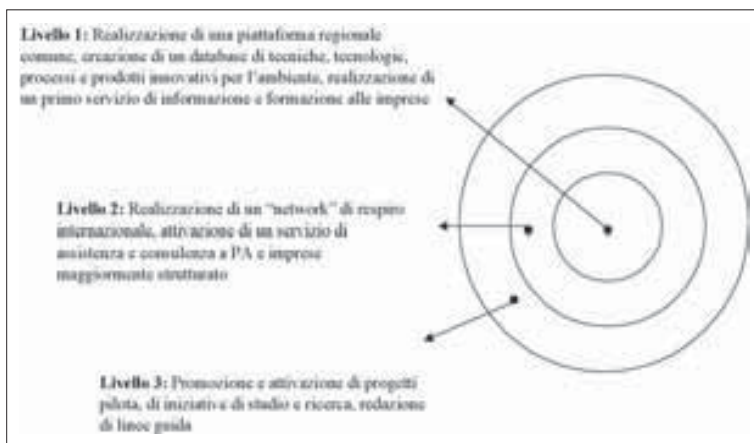 Livello 1: Realizzazione di una piattaforma regionale
comune, creazione di un database di tecniche, tecnologie,
processi e prodotti innovativi per l'ambiente, realizzazione di
un primo servizio di informazione e formazione alle imprese
Livello 2: Realizzazione di un "network" di respiro
internazionale, attivazione di un servizio di
assistenza e consulenza a PA e imprese
maggiormente strutturato
Livello 3: Promozione e attivazione di progetti
pilota, di iniziative di studio e ricerca, redazione
di linee guida